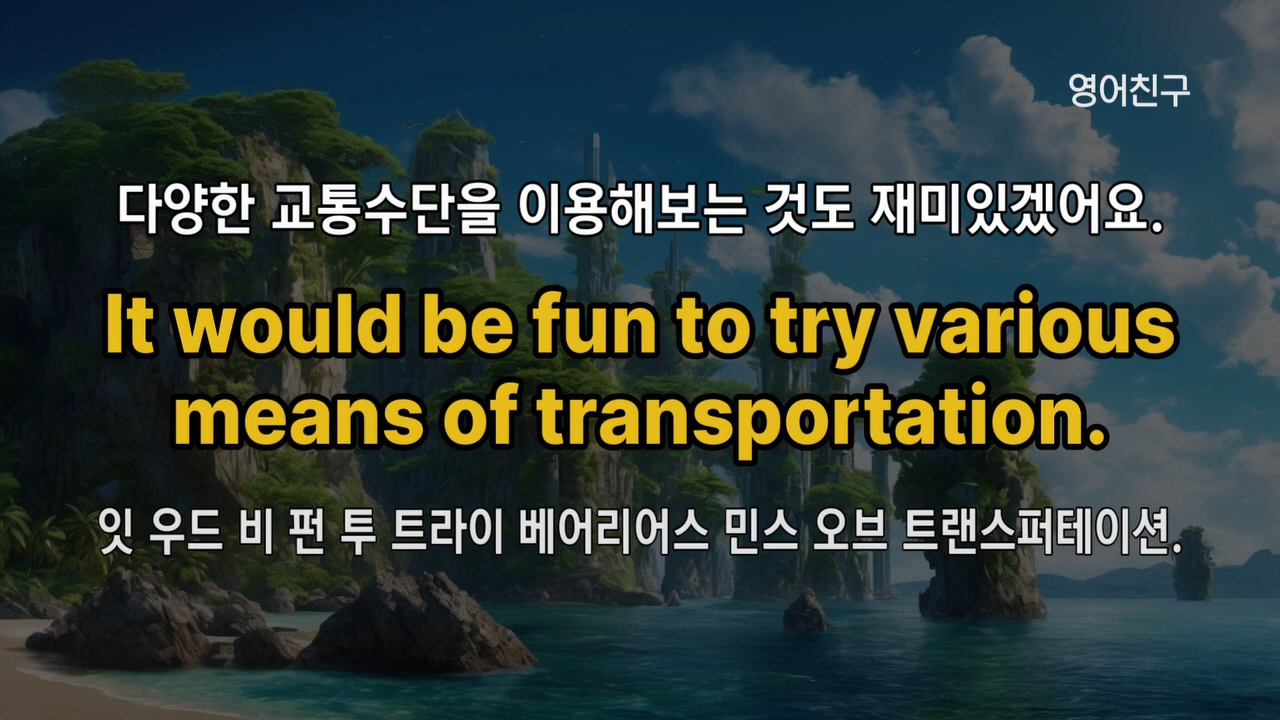 영어친구
다양한 교통수단을 이용해보는 것도 재미있겠어요.
It would be fun to try various
means of transportation.
잇 우드 비 펀 투 트라이 베어리어스 민스 오브 트랜스퍼테이션.